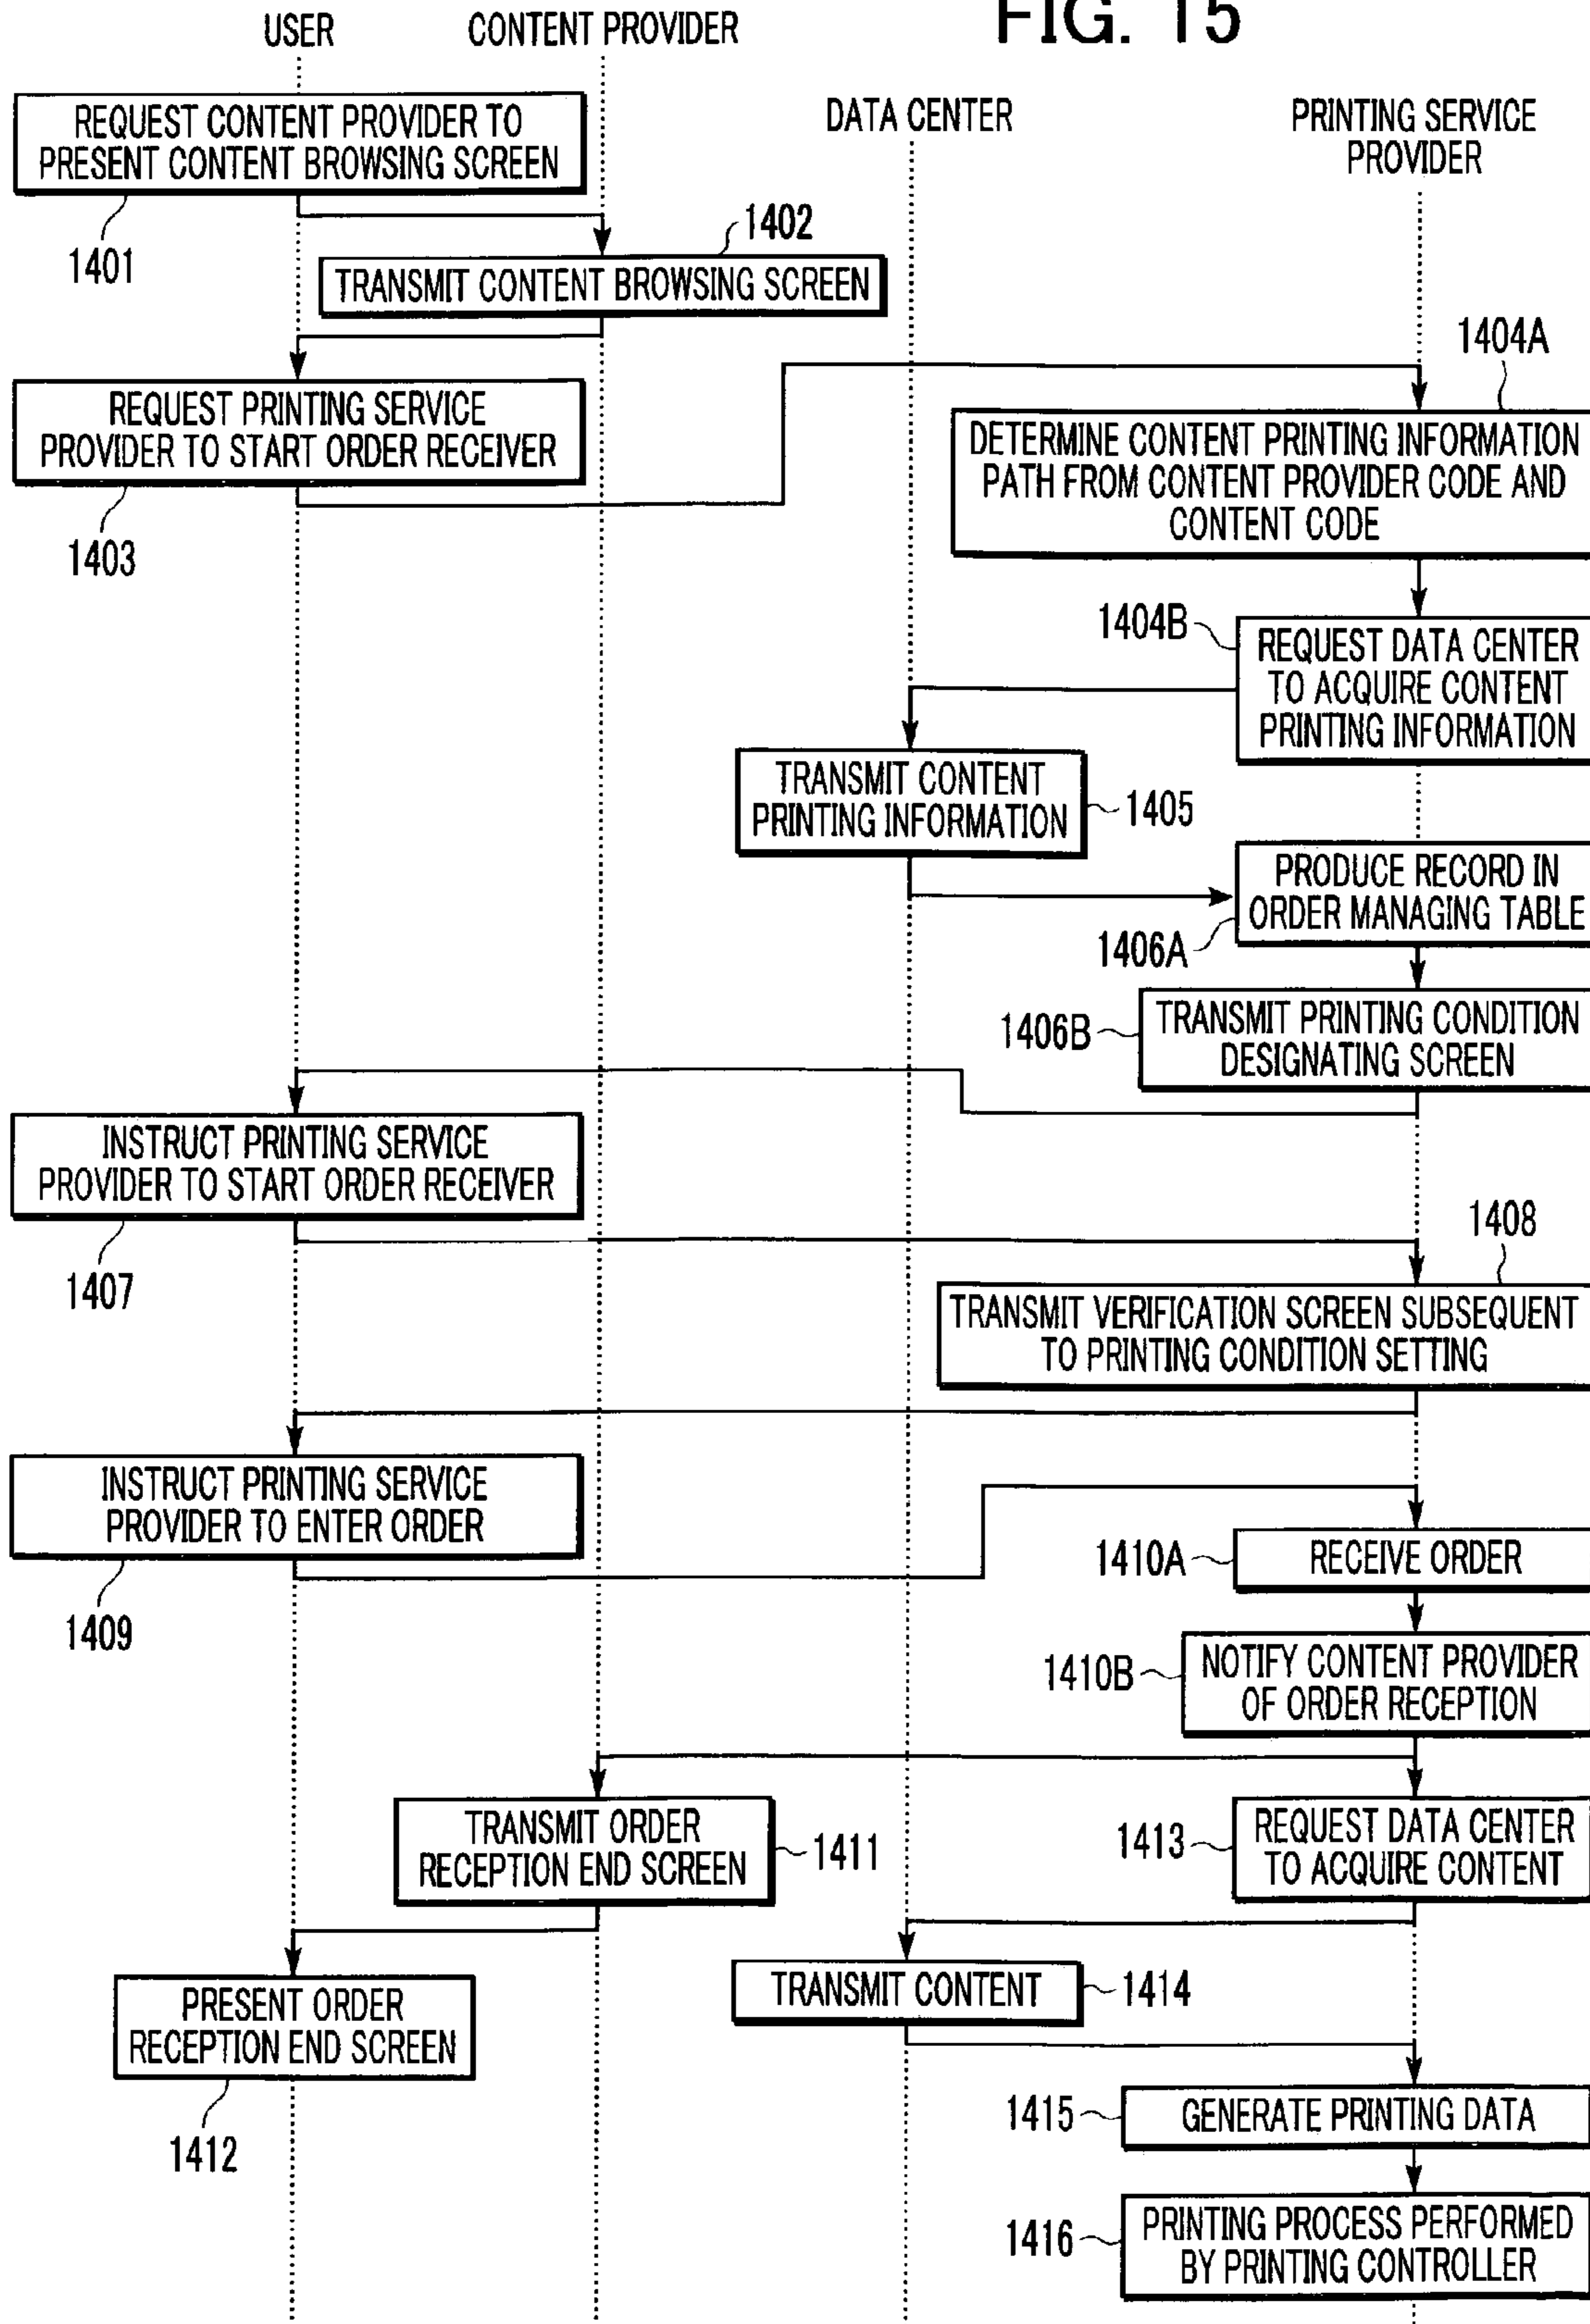 FIG. 15
USER
CONTENT PROVIDER
DATA CENTER
PRINTING SERVICE
PROVIDER
REQUEST CONTENT PROVIDER TO
PRESENT CONTENT BROWSING SCREEN
1401
1402
TRANSMIT CONTENT BROWSING SCREEN
REQUEST PRINTING SERVICE
PROVIDER TO START ORDER RECEIVER
1403
1404A
DETERMINE CONTENT PRINTING INFORMATION
PATH FROM CONTENT PROVIDER CODE AND
CONTENT CODE
1404B
REQUEST DATA CENTER
TO ACQUIRE CONTENT
PRINTING INFORMATION
TRANSMIT CONTENT
PRINTING INFORMATION
1405
PRODUCE RECORD IN
ORDER MANAGING TABLE
1406A
1406B
TRANSMIT PRINTING CONDITION
DESIGNATING SCREEN
INSTRUCT PRINTING SERVICE
PROVIDER TO START ORDER RECEIVER
1407
1408
TRANSMIT VERIFICATION SCREEN SUBSEQUENT
TO PRINTING CONDITION SETTING
INSTRUCT PRINTING SERVICE
PROVIDER TO ENTER ORDER
1409
1410A
RECEIVE ORDER
1410B
NOTIFY CONTENT PROVIDER
OF ORDER RECEPTION
TRANSMIT ORDER
RECEPTION END SCREEN
1411
1413
REQUEST DATA CENTER
TO ACQUIRE CONTENT
PRESENT ORDER
RECEPTION END SCREEN
1412
TRANSMIT CONTENT
1414
1415
GENERATE PRINTING DATA
1416
PRINTING PROCESS PERFORMED
BY PRINTING CONTROLLER